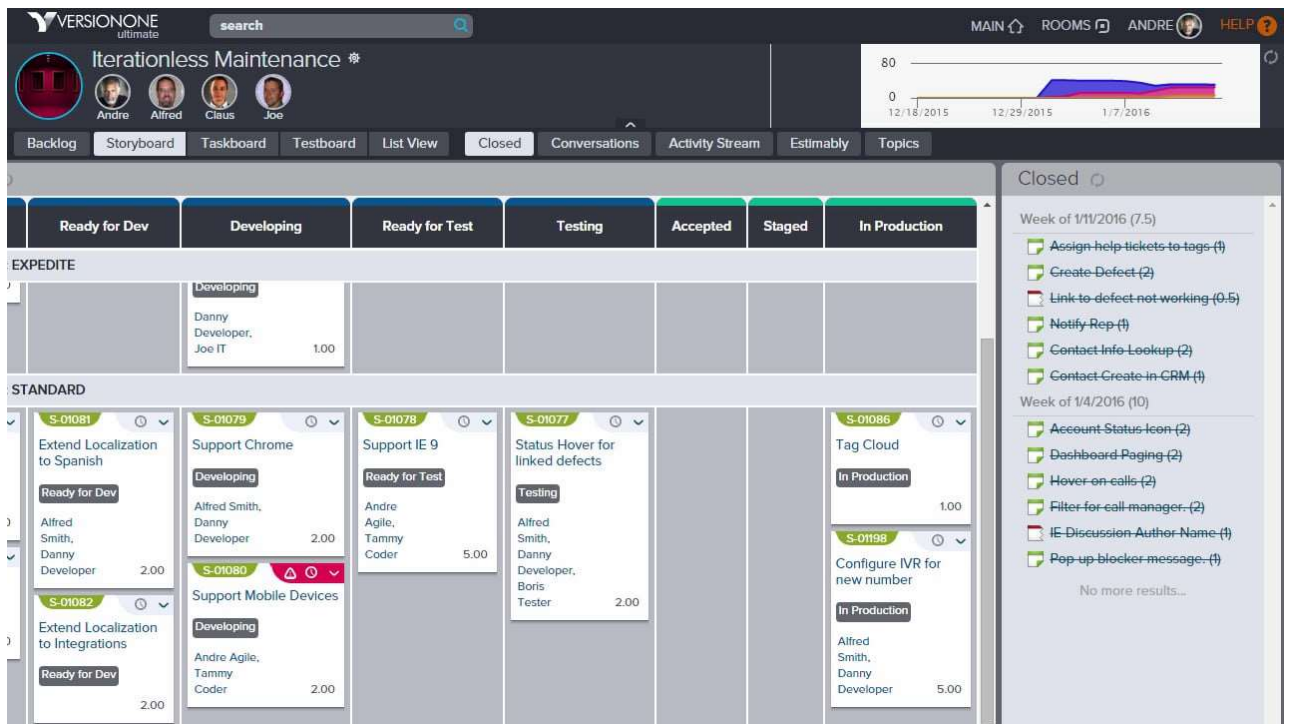 VERSIONONE
ultimate
search
MAIN
ROOMS
ANDRE
HELP ?
Iterationless Maintenance
Andre
Alfred
Claus
Joe
80
0
12/18/2015
12/29/2015
1/7/2016
Backlog
Storyboard
Taskboard
Testboard
List View
Closed
Conversations
Activity Stream
Estimably
Topics
Ready for Dev
Developing
Ready for Test
Testing
Accepted
Staged
In Production
EXPEDITE
Developing
Danny
Developer,
Joe IT 1.00
STANDARD
S-01081
Extend Localization
to Spanish
Ready for Dev
Alfred
Smith,
Danny
Developer 2.00
S-01082
Extend Localization
to Integrations
Ready for Dev
2.00
S-01079
Support Chrome
Developing
Alfred Smith,
Danny
Developer 2.00
S-01080
Support Mobile Devices
Developing
Andre Agile,
Tammy
Coder 2.00
S-01078
Support IE 9
Ready for Test
Andre
Agile,
Tammy
Coder 5.00
S-01077
Status Hover for
linked defects
Testing
Alfred
Smith,
Danny
Developer,
Boris
Tester 2.00
S-01086
Tag Cloud
In Production
1.00
S-01198
Configure IVR for
new number
In Production
Alfred
Smith,
Danny
Developer 5.00
Closed
Week of 1/11/2016 (7.5)
Assign help tickets to tags (1)
Create Defect (2)
Link to defect not working (0.5)
Notify Rep (1)
Contact Info Lookup (2)
Contact Create in CRM (1)
Week of 1/4/2016 (10)
Account Status Icon (2)
Dashboard Paging (2)
Hover on calls (2)
Filter for call manager. (2)
IE Discussion Author Name (1)
Pop up blocker message. (1)
No more results...